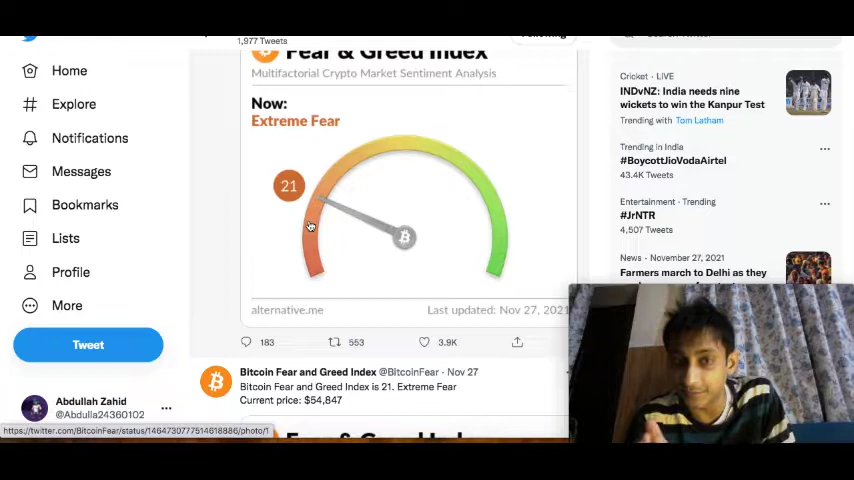 1,977 Tweets
Following
Fear & Greed Index
Multifactorial Crypto Market Sentiment Analysis
Now:
Extreme Fear
21
alternative.me
Last updated: Nov 27, 2021
183
553
3.9K
Bitcoin Fear and Greed Index @BitcoinFear · Nov 27
Bitcoin Fear and Greed Index is 21. Extreme Fear
Current price: $54,847
Home
Explore
Notifications
Messages
Bookmarks
Lists
Profile
More
Tweet
Abdullah Zahid
@Abdulla24360102
https://twitter.com/BitcoinFear/status/1464730777514618886/photo/1
Cricket · LIVE
INDvNZ: India needs nine
wickets to win the Kanpur Test
Trending with Tom Latham
Trending in India
#BoycottJioVodaAirtel
43.4K Tweets
Entertainment · Trending
#JrNTR
4,507 Tweets
News · November 27, 2021
Farmers march to Delhi as they